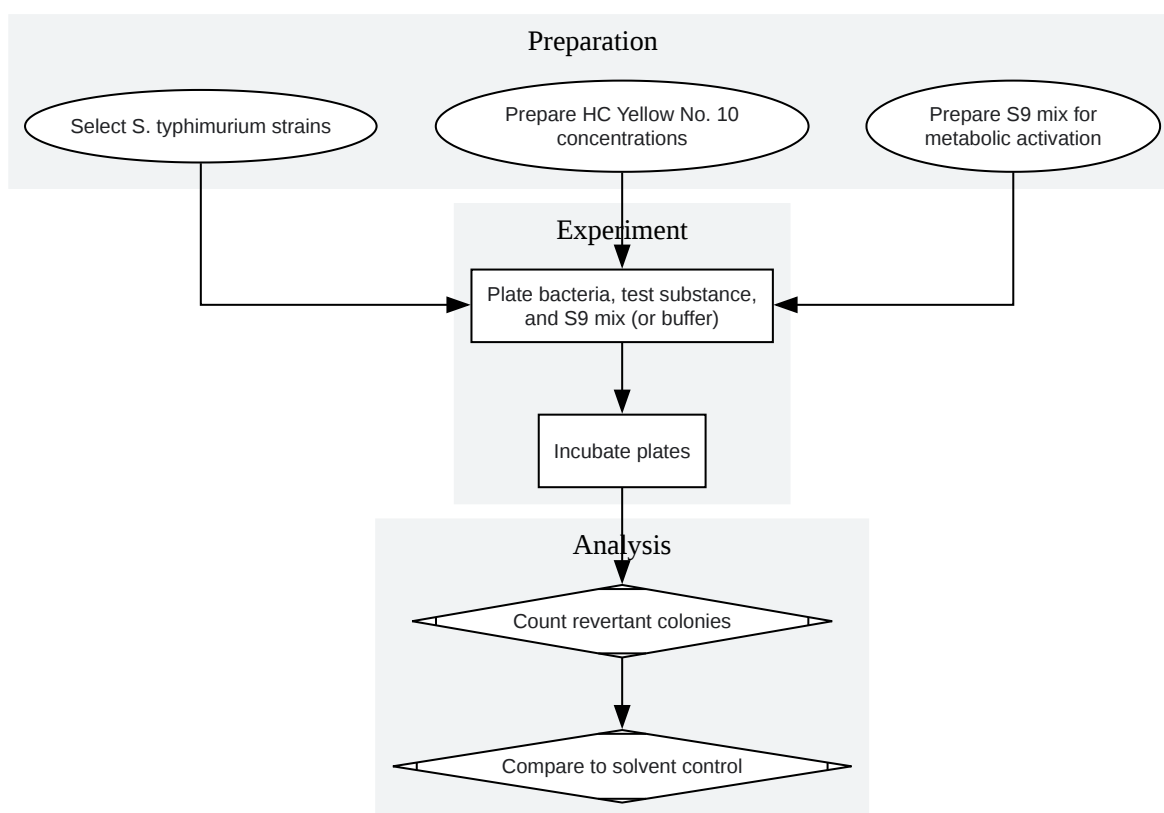 Preparation
Select S. typhimurium strains
Prepare HC Yellow No. 10
concentrations
Prepare S9 mix for
metabolic activation
Experiment
Plate bacteria, test substance,
and S9 mix (or buffer)
Incubate plates
Analysis
Count revertant colonies
Compare to solvent control